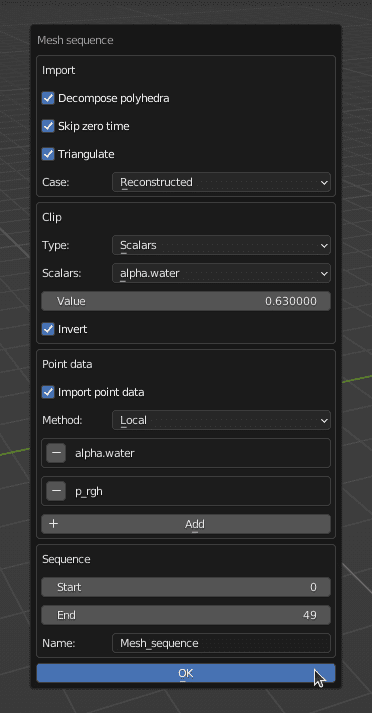 Mesh sequence
Import
Decompose polyhedra
Skip zero time
Triangulate
Case: Reconstructed
Clip
Type: Scalars
Scalars: alpha.water
Value 0.630000
Invert
Point data
Import point data
Method: Local
alpha.water
p_rgh
+ Add
Sequence
Start 0
End 49
Name: Mesh_sequence
OK